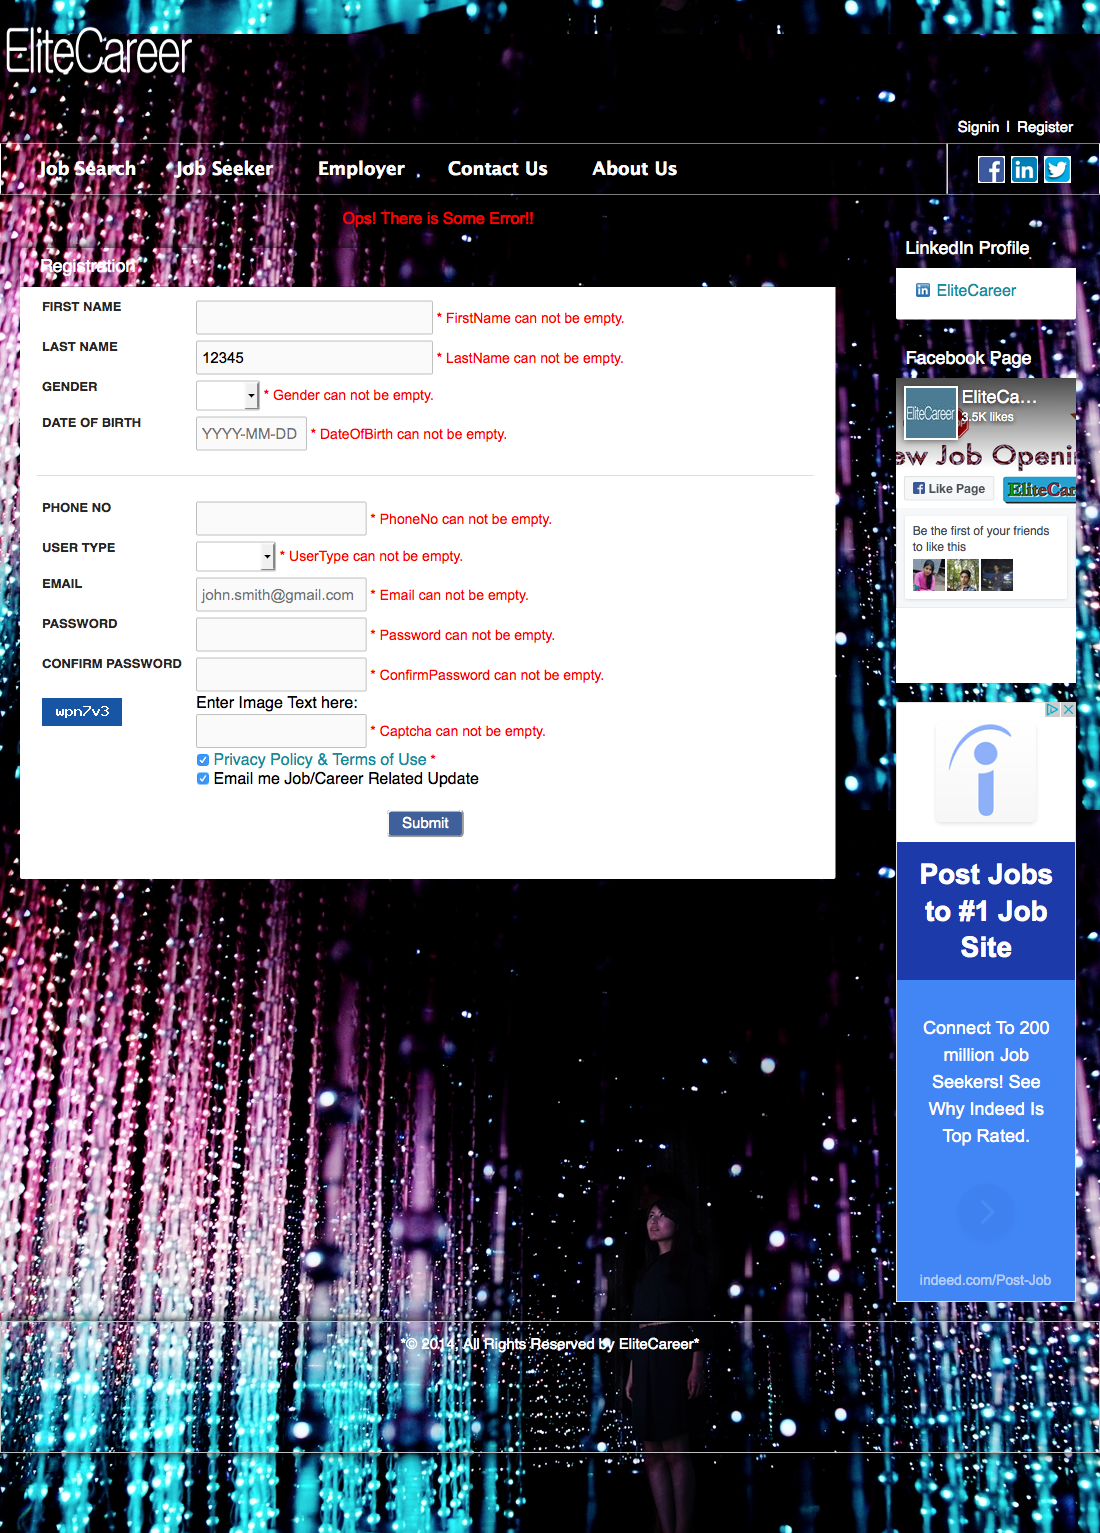 EliteCareer
Signin | Register
Job Search Job Seeker Employer Contact Us About Us
Ops! There is Some Error!!
Registration
FIRST NAME * FirstName can not be empty.
LAST NAME 12345 * LastName can not be empty.
GENDER * Gender can not be empty.
DATE OF BIRTH YYYY-MM-DD * DateOfBirth can not be empty.
PHONE NO * PhoneNo can not be empty.
USER TYPE * UserType can not be empty.
EMAIL john.smith@gmail.com * Email can not be empty.
PASSWORD * Password can not be empty.
CONFIRM PASSWORD * ConfirmPassword can not be empty.
wpn7v3 Enter Image Text here:
* Captcha can not be empty.
Privacy Policy & Terms of Use *
Email me Job/Career Related Update
Submit
LinkedIn Profile
EliteCareer
Facebook Page
EliteCareer
EliteCa...
3.5K likes
ew Job Openi
Like Page
EliteCar
Be the first of your friends
to like this
Post Jobs
to #1 Job
Site
Connect To 200
million Job
Seekers! See
Why Indeed Is
Top Rated.
indeed.com/Post-Job
*© 2014, All Rights Reserved by EliteCareer*